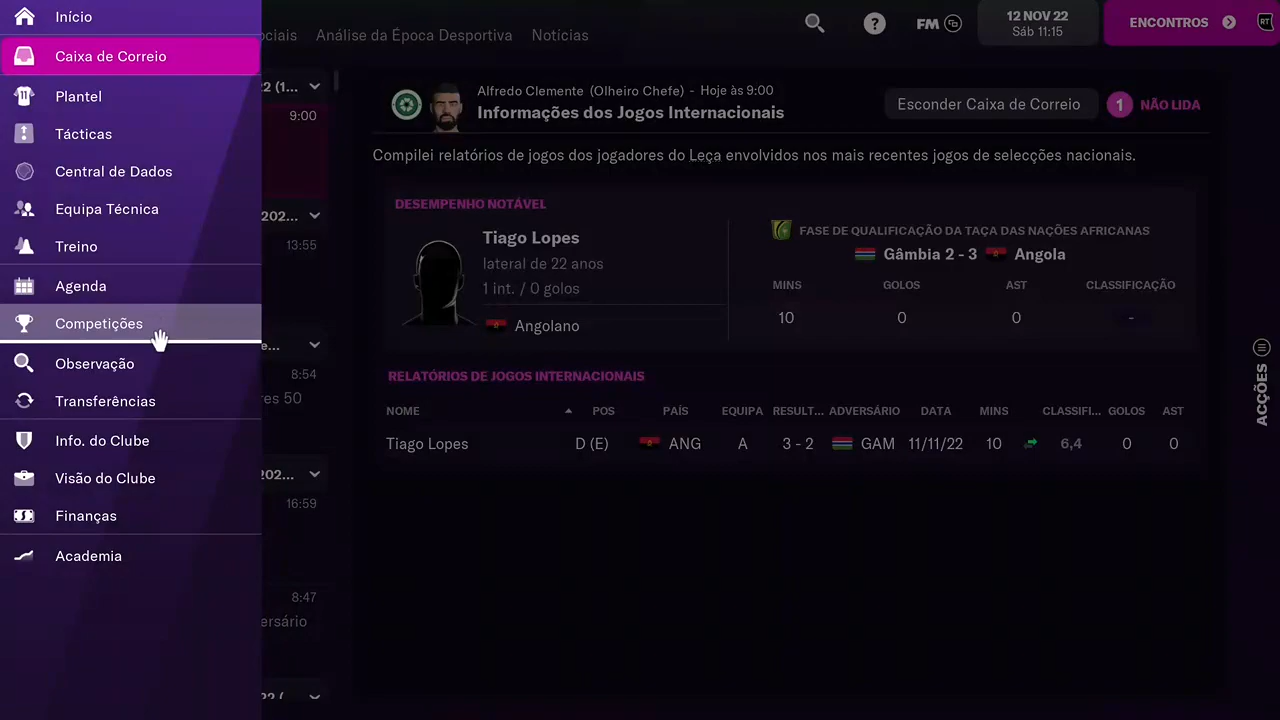 Início
Caixa de Correio
Plantel
Tácticas
Central de Dados
Equipa Técnica
Treino
Agenda
Competições
Observação
Transferências
Info. do Clube
Visão do Clube
Finanças
Academia
ociais
Análise da Época Desportiva
Notícias
?
FM
12 NOV 22
Sáb 11:15
ENCONTROS
RT
22 (1...
9:00
202...
13:55
e...
8:54
res 50
202...
16:59
8:47
ersário
22 (
Alfredo Clemente (Olheiro Chefe) - Hoje às 9:00
Informações dos Jogos Internacionais
Esconder Caixa de Correio
1 NÃO LIDA
Compilei relatórios de jogos dos jogadores do Leça envolvidos nos mais recentes jogos de selecções nacionais.
DESEMPENHO NOTÁVEL
Tiago Lopes
lateral de 22 anos
1 int. / 0 golos
Angolano
FASE DE QUALIFICAÇÃO DA TAÇA DAS NAÇÕES AFRICANAS
Gâmbia 2 - 3 Angola
MINS GOLOS AST CLASSIFICAÇÃO
10 0 0 -
RELATÓRIOS DE JOGOS INTERNACIONAIS
NOME POS PAÍS EQUIPA RESULT... ADVERSÁRIO DATA MINS CLASSIFI... GOLOS AST
Tiago Lopes D (E) ANG A 3 - 2 GAM 11/11/22 10 6,4 0 0
ACÇÕES